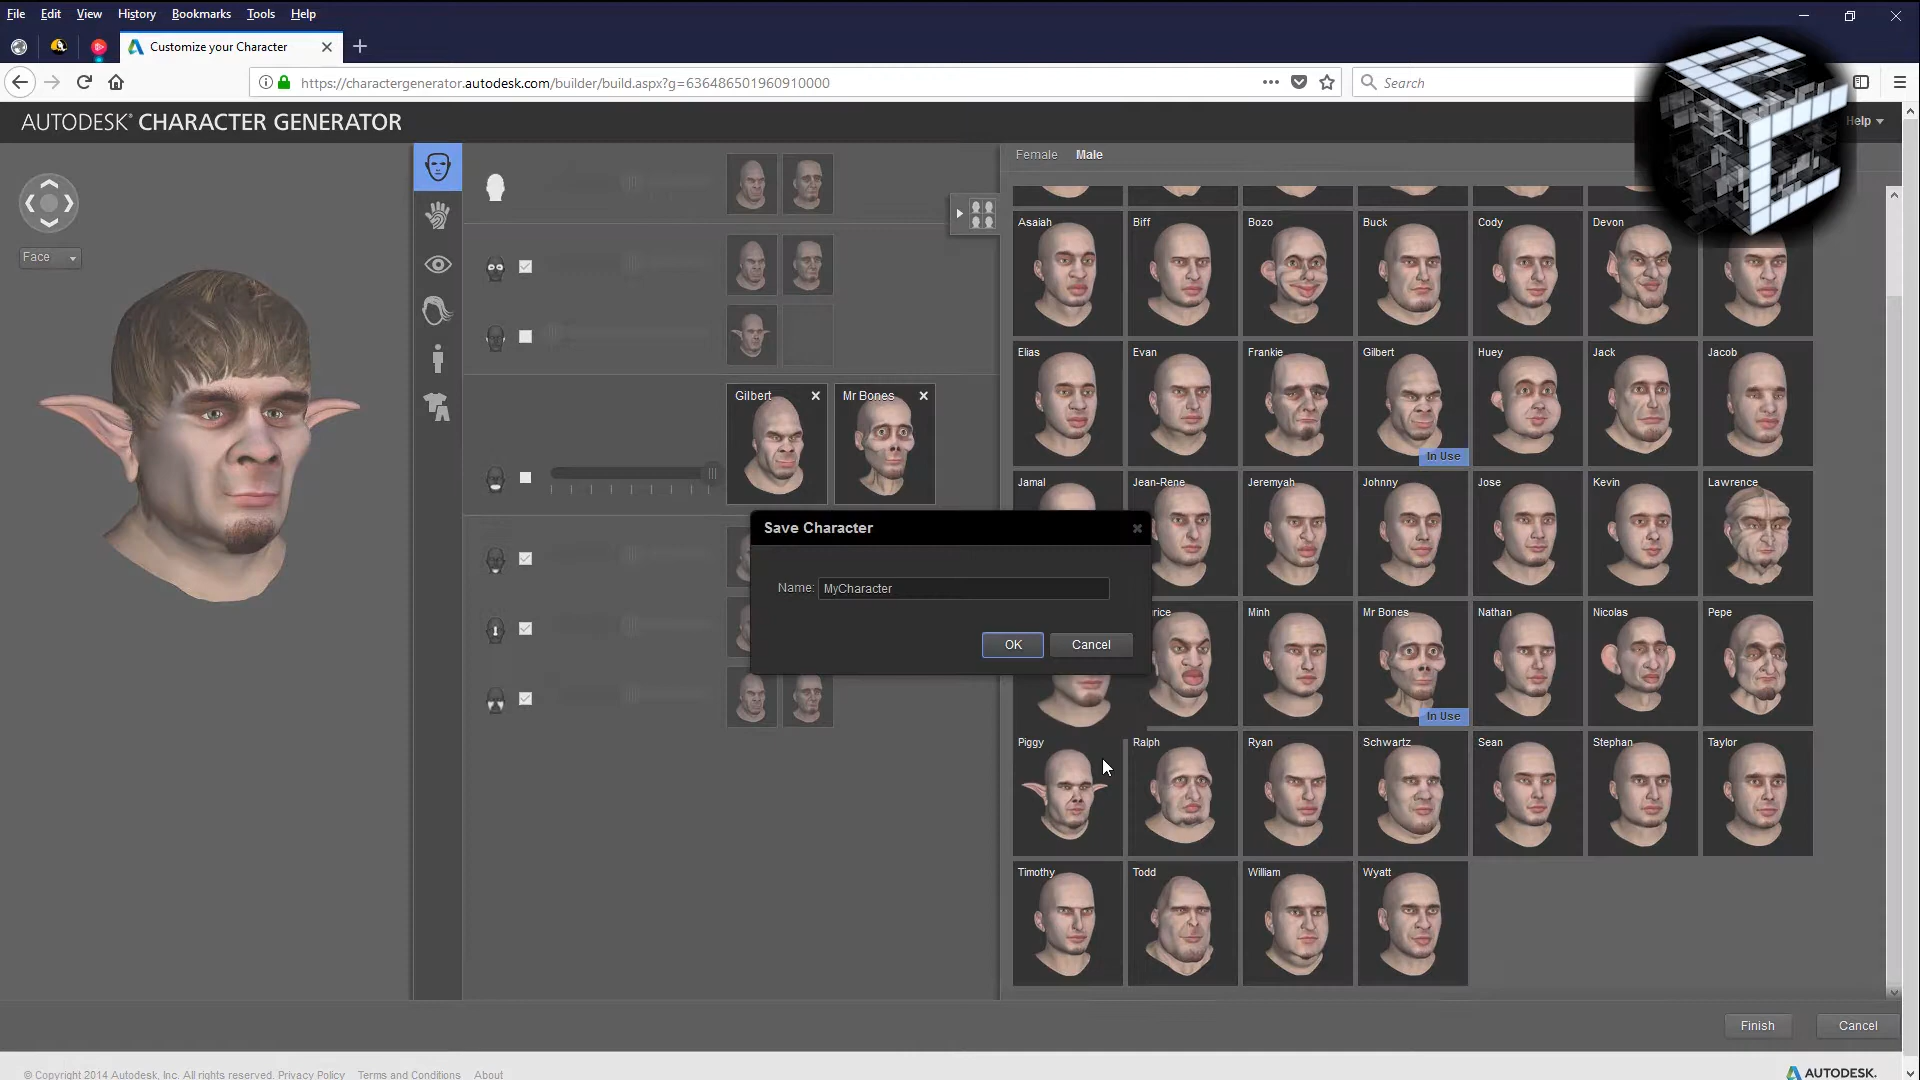 File Edit View History Bookmarks Tools Help
Customize your Character
https://charactergenerator.autodesk.com/builder/build.aspx?g=636486501960910000
Search
AUTODESK® CHARACTER GENERATOR
Help
Female Male
Face
Asaiah Biff Bozo Buck Cody Devon
Elias Evan Frankie Gilbert Huey Jack Jacob
Gilbert Mr Bones
In Use
Jamal Jean-Rene Jeremyah Johnny Jose Kevin Lawrence
Save Character
Name: MyCharacter
OK Cancel
rice Minh Mr Bones Nathan Nicolas Pepe
In Use
Piggy Ralph Ryan Schwartz Sean Stephan Taylor
Timothy Todd William Wyatt
Finish Cancel
© Copyright 2014 Autodesk, Inc. All rights reserved. Privacy Policy Terms and Conditions About
AUTODESK.